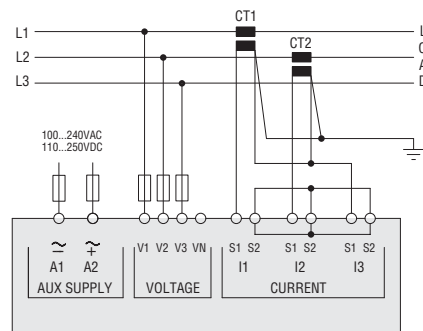 CT1
L1
L
CT2
L2
O
A
L3
D
100...240VAC
110...250VDC
V1 V2 V3 VN S1 S2 S1 S2 S1 S2
A1 A2 I1 I2 I3
AUX SUPPLY VOLTAGE CURRENT